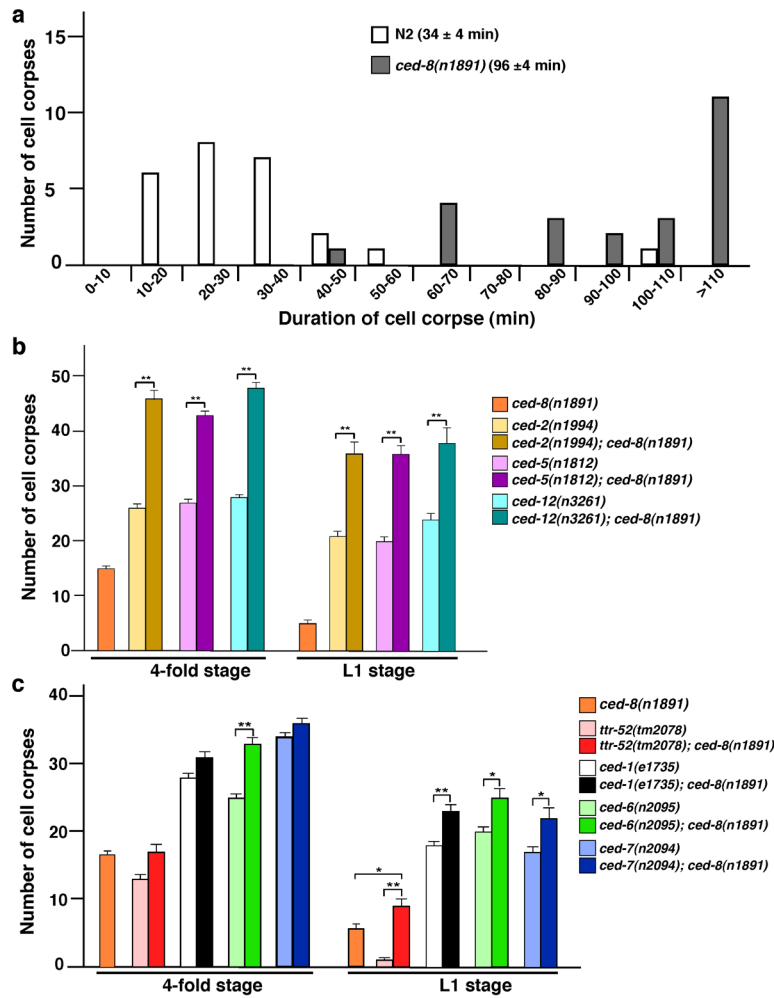 a
15
10
5
0
Number of cell corpses
N2 (34 ± 4 min)
ced-8(n1891) (96 ±4 min)
0-10
10-20
20-30
30-40
40-50
50-60
60-70
70-80
80-90
90-100
100-110
>110
Duration of cell corpse (min)
b
50
40
30
20
10
0
Number of cell corpses
**
**
**
**
**
**
4-fold stage
L1 stage
ced-8(n1891)
ced-2(n1994)
ced-2(n1994); ced-8(n1891)
ced-5(n1812)
ced-5(n1812); ced-8(n1891)
ced-12(n3261)
ced-12(n3261); ced-8(n1891)
c
40
30
20
10
0
Number of cell corpses
**
*
**
**
*
*
4-fold stage
L1 stage
ced-8(n1891)
ttr-52(tm2078)
ttr-52(tm2078); ced-8(n1891)
ced-1(e1735)
ced-1(e1735); ced-8(n1891)
ced-6(n2095)
ced-6(n2095); ced-8(n1891)
ced-7(n2094)
ced-7(n2094); ced-8(n1891)